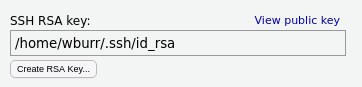 SSH RSA key: View public key
/home/wburr/.ssh/id_rsa
Create RSA Key...